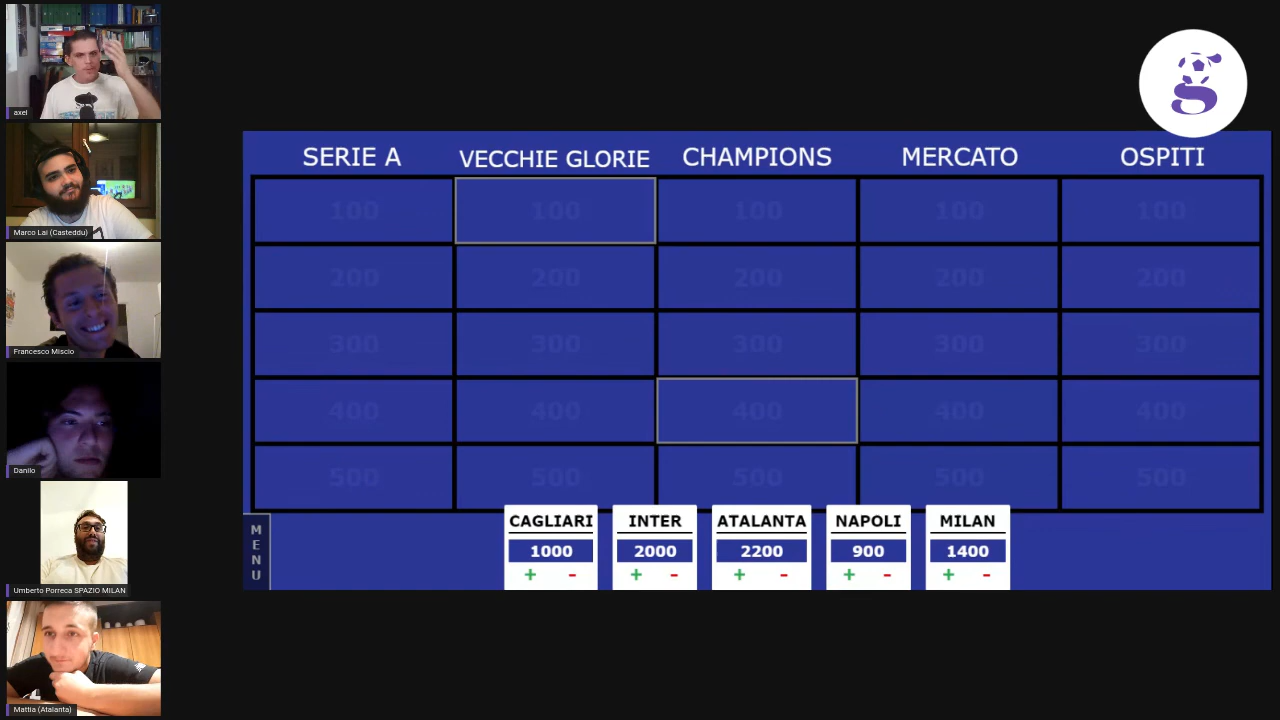 axel
Marco Lai (Casteddu)
Francesco Miscio
Danilo
Umberto Porreca SPAZIO MILAN
Mattia (Atalanta)
SERIE A VECCHIE GLORIE CHAMPIONS MERCATO OSPITI
100 100 100 100 100
200 200 200 200 200
300 300 300 300 300
400 400 400 400 400
500 500 500 500 500
MENU
CAGLIARI INTER ATALANTA NAPOLI MILAN
1000 2000 2200 900 1400
+ - + - + - + - + -
g